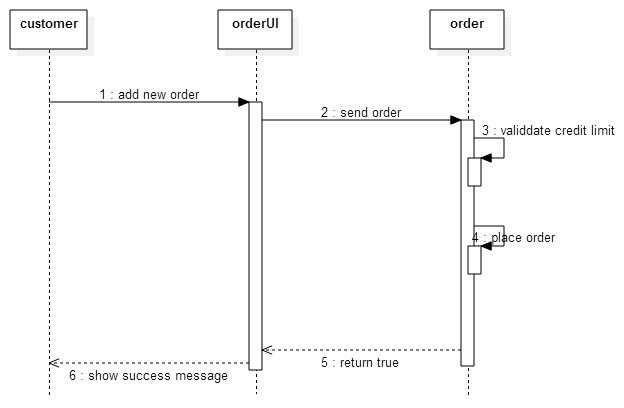 customer
orderUI
order
1 : add new order
2 : send order
3 : validdate credit limit
4 : place order
5 : return true
6 : show success message